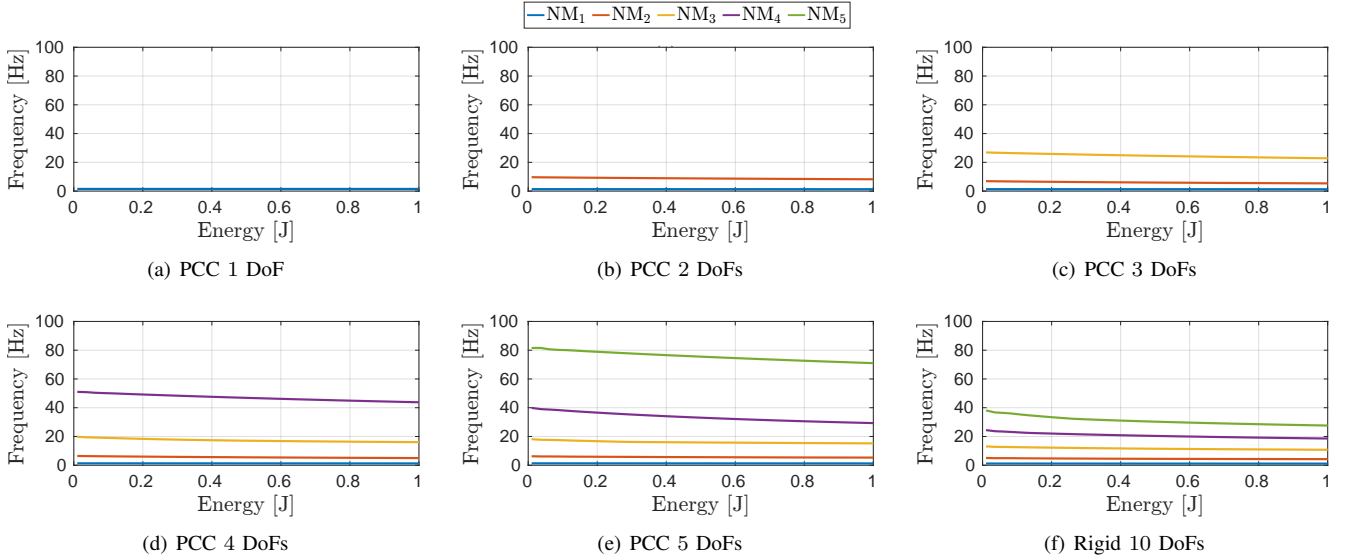 NM₁ NM₂ NM₃ NM₄ NM₅
100
80
60
40
20
0
Frequency [Hz]
0 0.2 0.4 0.6 0.8 1
Energy [J]
(a) PCC 1 DoF
100
80
60
40
20
0
Frequency [Hz]
0 0.2 0.4 0.6 0.8 1
Energy [J]
(b) PCC 2 DoFs
100
80
60
40
20
0
Frequency [Hz]
0 0.2 0.4 0.6 0.8 1
Energy [J]
(c) PCC 3 DoFs
100
80
60
40
20
0
Frequency [Hz]
0 0.2 0.4 0.6 0.8 1
Energy [J]
(d) PCC 4 DoFs
100
80
60
40
20
0
Frequency [Hz]
0 0.2 0.4 0.6 0.8 1
Energy [J]
(e) PCC 5 DoFs
100
80
60
40
20
0
Frequency [Hz]
0 0.2 0.4 0.6 0.8 1
Energy [J]
(f) Rigid 10 DoFs